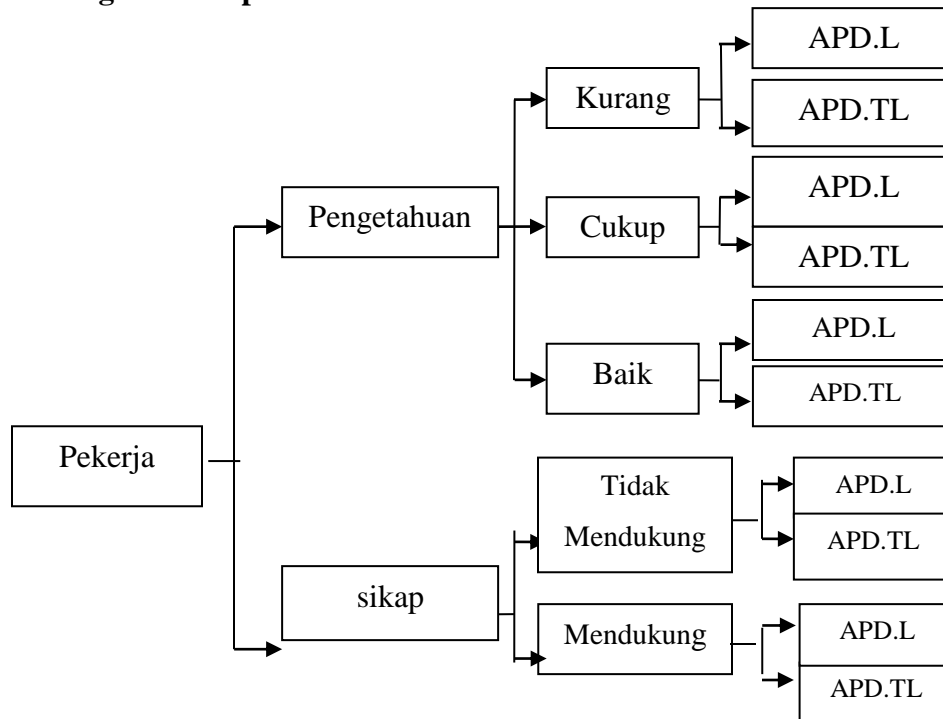 APD.L
Kurang
APD.TL
APD.L
Pengetahuan
Cukup
APD.TL
APD.L
Baik
APD.TL
Pekerja
Tidak
Mendukung
APD.L
APD.TL
sikap
Mendukung
APD.L
APD.TL